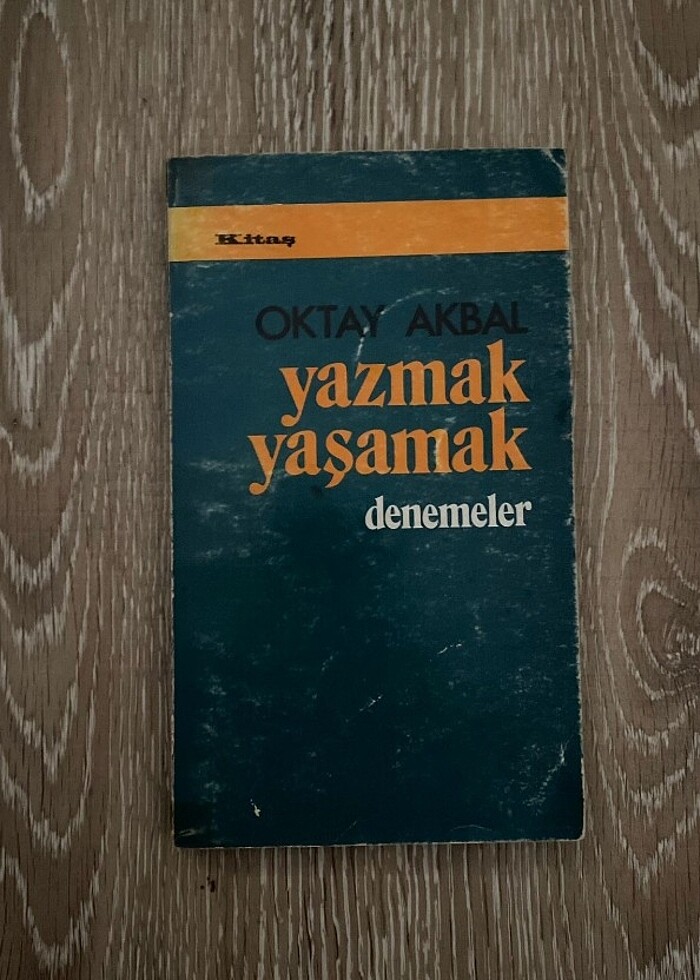 Kitaş
OKTAY AKBAL
yazmak
yaşamak
denemeler